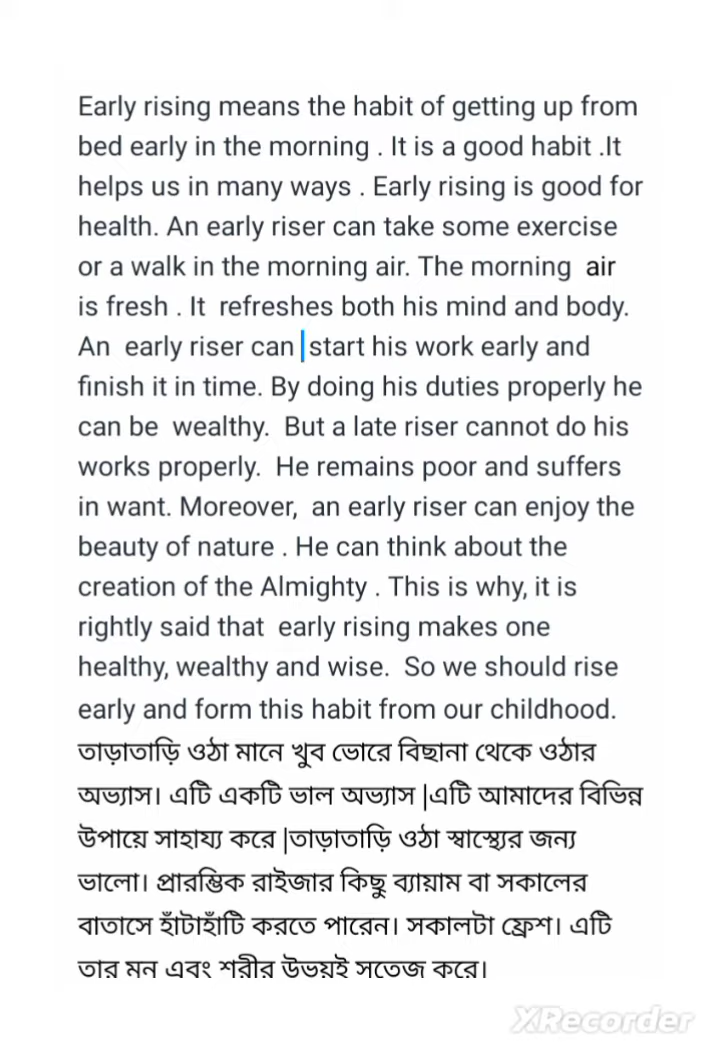 Early rising means the habit of getting up from
bed early in the morning . It is a good habit .It
helps us in many ways . Early rising is good for
health. An early riser can take some exercise
or a walk in the morning air. The morning  air
is fresh . It  refreshes both his mind and body.
An  early riser can start his work early and
finish it in time. By doing his duties properly he
can be  wealthy.  But a late riser cannot do his
works properly.  He remains poor and suffers
in want. Moreover,  an early riser can enjoy the
beauty of nature . He can think about the
creation of the Almighty . This is why, it is
rightly said that  early rising makes one
healthy, wealthy and wise.  So we should rise
early and form this habit from our childhood.
তাড়াতাড়ি ওঠা মানে খুব ভোরে বিছানা থেকে ওঠার
অভ্যাস। এটি একটি ভাল অভ্যাস |এটি আমাদের বিভিন্ন
উপায়ে সাহায্য করে |তাড়াতাড়ি ওঠা স্বাস্থ্যের জন্য
ভালো। প্রারম্ভিক রাইজার কিছু ব্যায়াম বা সকালের
বাতাসে হাঁটাহাঁটি করতে পারেন। সকালটা ফ্রেশ। এটি
তার মন এবং শরীর উভয়ই সতেজ করে।
XRecorder